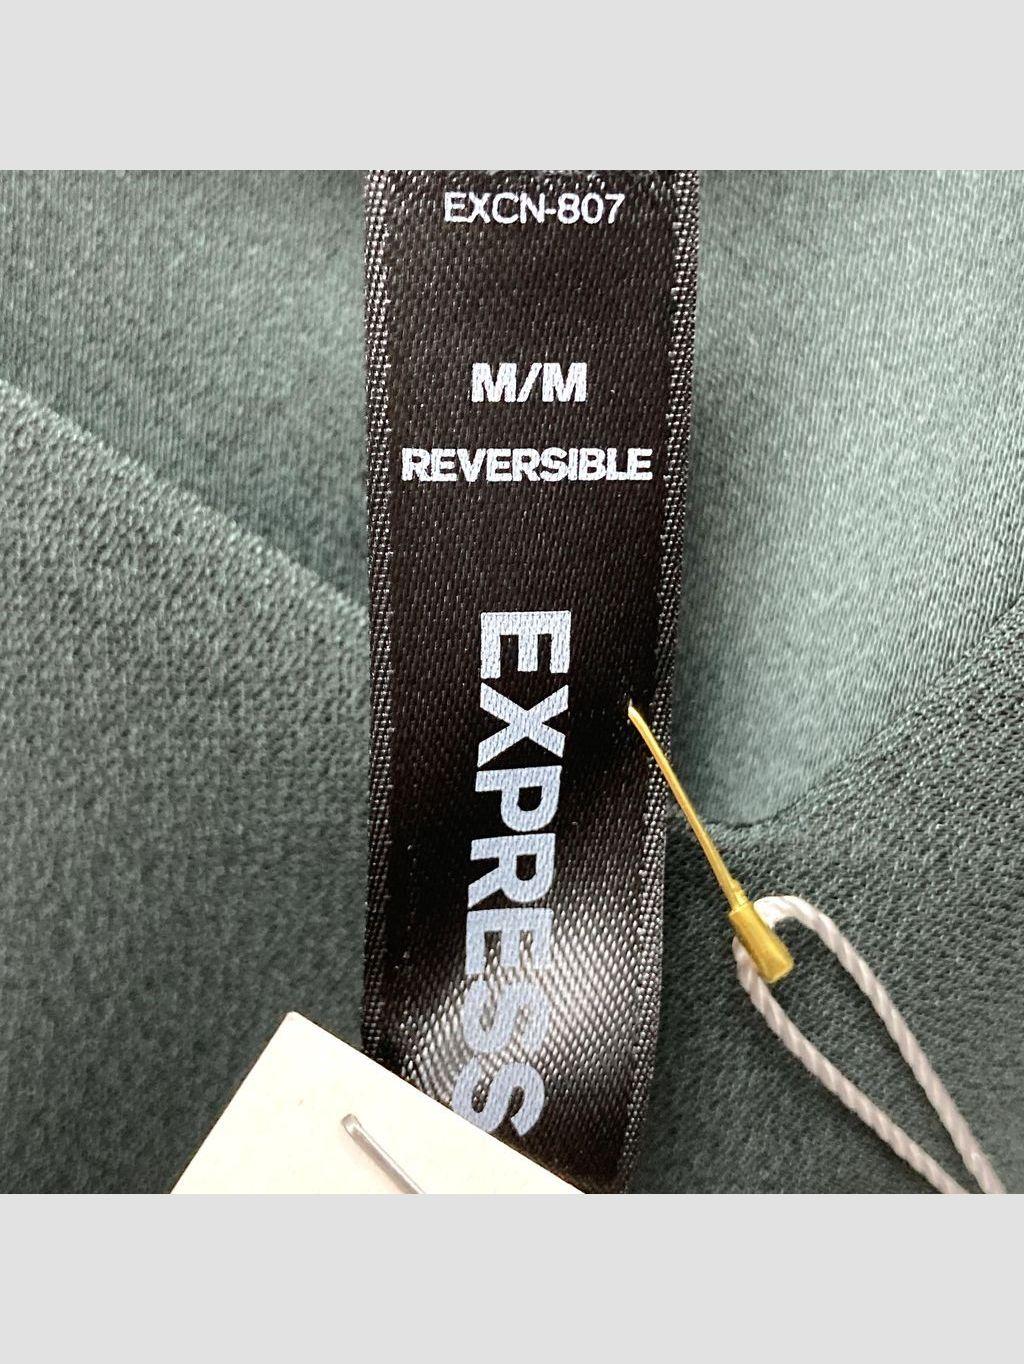 EXCN-807
M/M
REVERSIBLE
EXPRESS